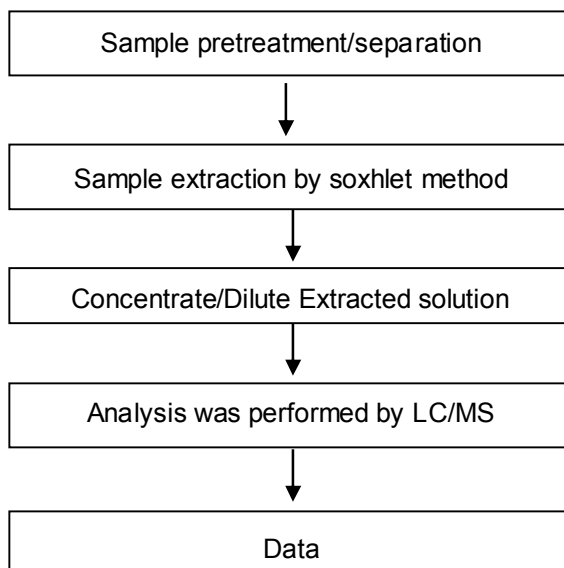 Sample pretreatment/separation
Sample extraction by soxhlet method
Concentrate/Dilute Extracted solution
Analysis was performed by LC/MS
Data